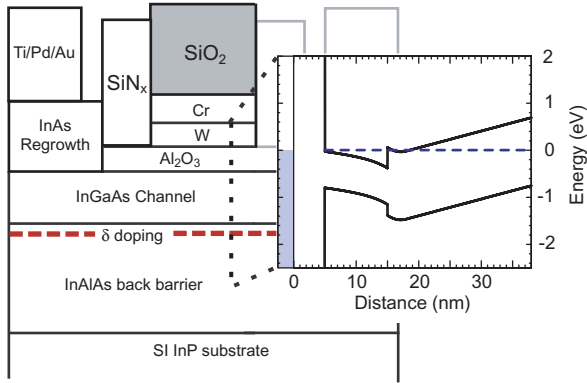 Ti/Pd/Au
SiNx
SiO2
Cr
W
InAs
Regrowth
Al2O3
InGaAs Channel
δ doping
InAlAs back barrier
SI InP substrate
2
1
0
-1
-2
Energy (eV)
0 10 20 30
Distance (nm)